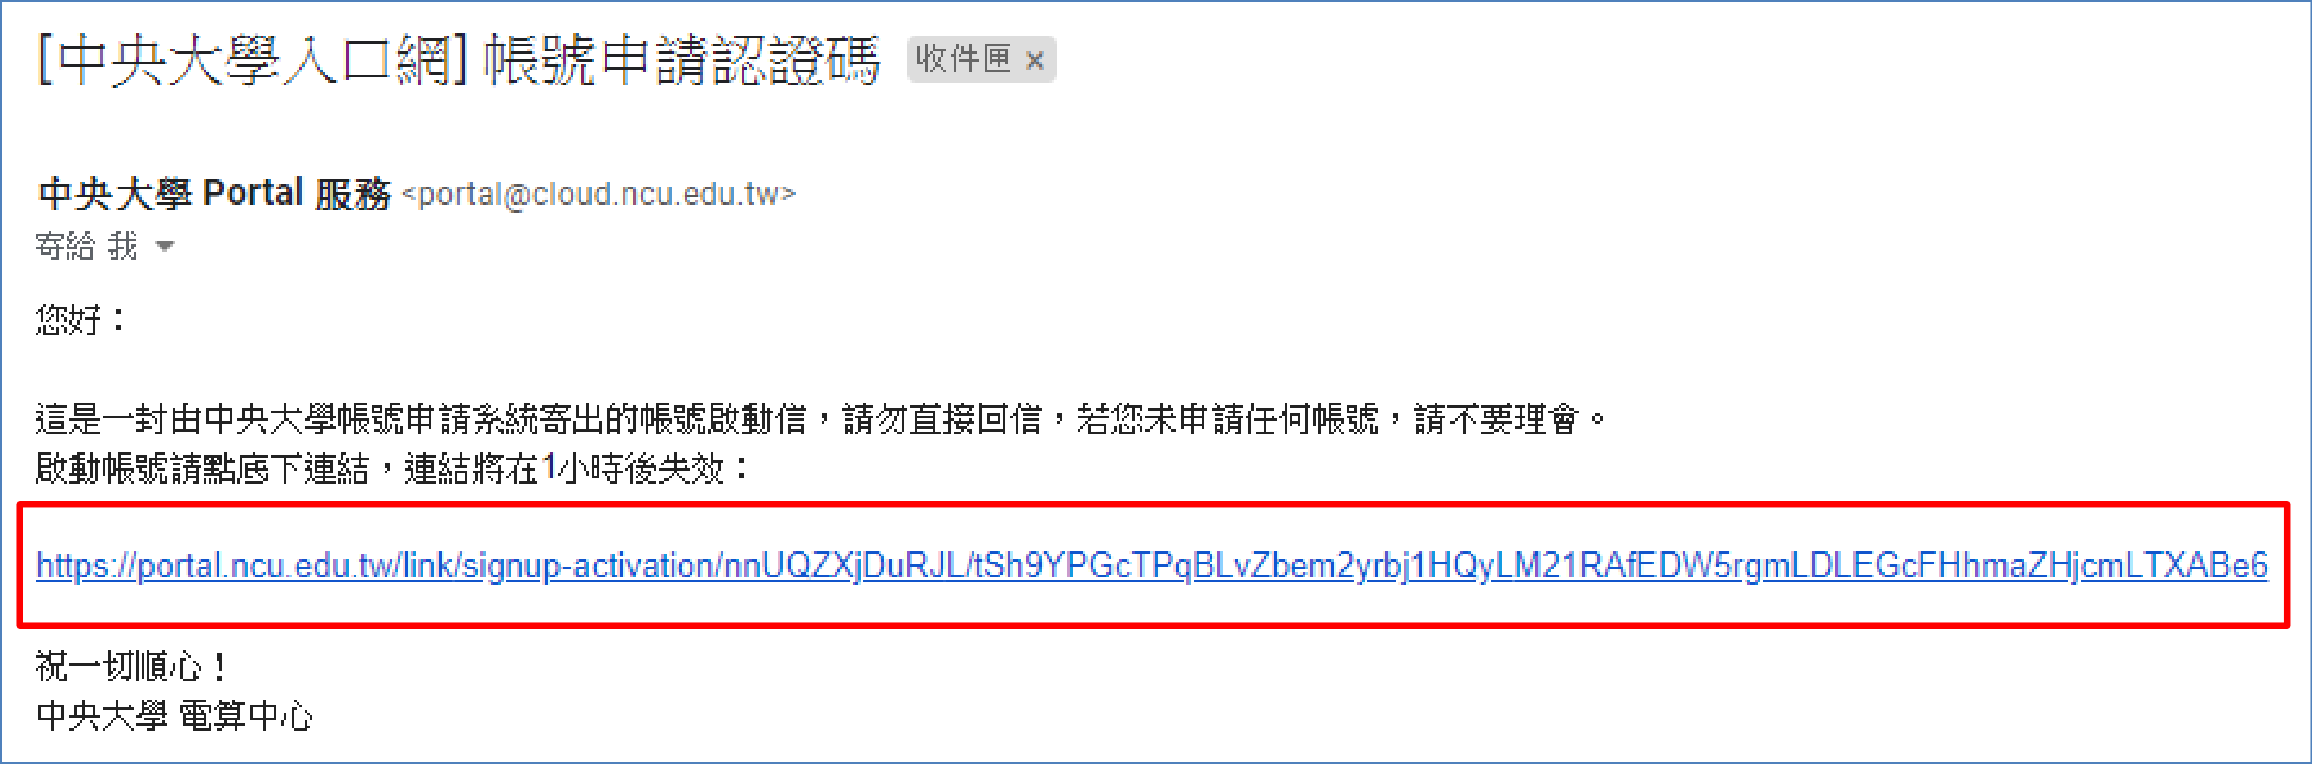 [中央大學入口網] 帳號申請認證碼 收件匣 x
中央大學 Portal 服務 <portal@cloud.ncu.edu.tw>
寄給 我
您好：
這是一封由中央大學帳號申請系統寄出的帳號啟動信，請勿直接回信，若您未申請任何帳號，請不要理會。
啟動帳號請點底下連結，連結將在1小時後失效：
https://portal.ncu.edu.tw/link/signup-activation/nnUQZXjDuRJL/tSh9YPGcTPqBLvZbem2yrbj1HQyLM21RAfEDW5rgmLDLEGcFHhmaZHjcmLTXABe6
祝一切順心！
中央大學 電算中心